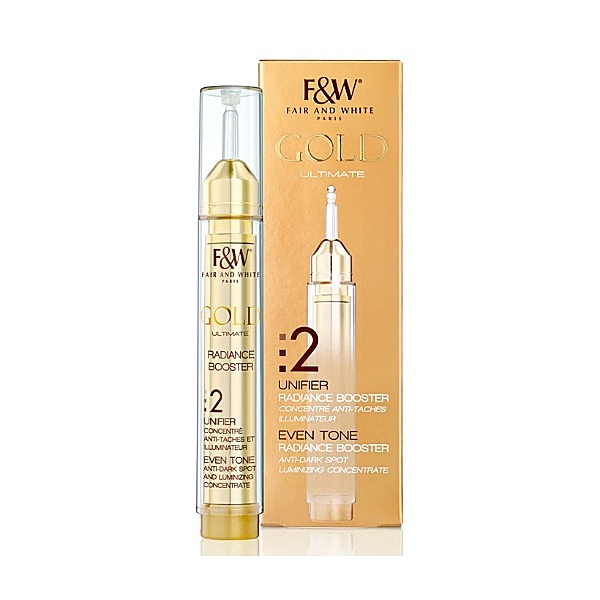 F&W®
FAIR AND WHITE
PARIS
GOLD
ULTIMATE
RADIANCE
BOOSTER
:2
UNIFIER
CONCENTRÉ
ANTI-TACHES ET
ILLUMINATEUR
EVEN TONE
ANTI-DARK SPOT
AND LUMINIZING
CONCENTRATE
F&W®
FAIR AND WHITE
PARIS
GOLD
ULTIMATE
:2
UNIFIER
RADIANCE BOOSTER
CONCENTRÉ ANTI-TACHES
ILLUMINATEUR
EVEN TONE
RADIANCE BOOSTER
ANTI-DARK SPOT
LUMINIZING CONCENTRATE